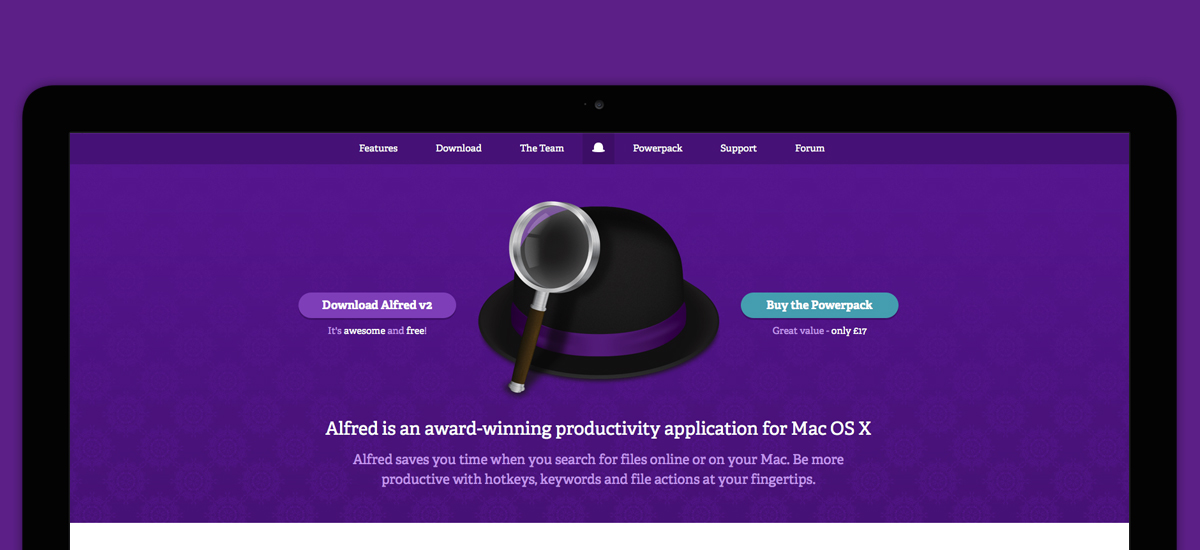 Features Download The Team Powerpack Support Forum
Download Alfred v2
It's awesome and free!
Buy the Powerpack
Great value - only £17
Alfred is an award-winning productivity application for Mac OS X
Alfred saves you time when you search for files online or on your Mac. Be more
productive with hotkeys, keywords and file actions at your fingertips.